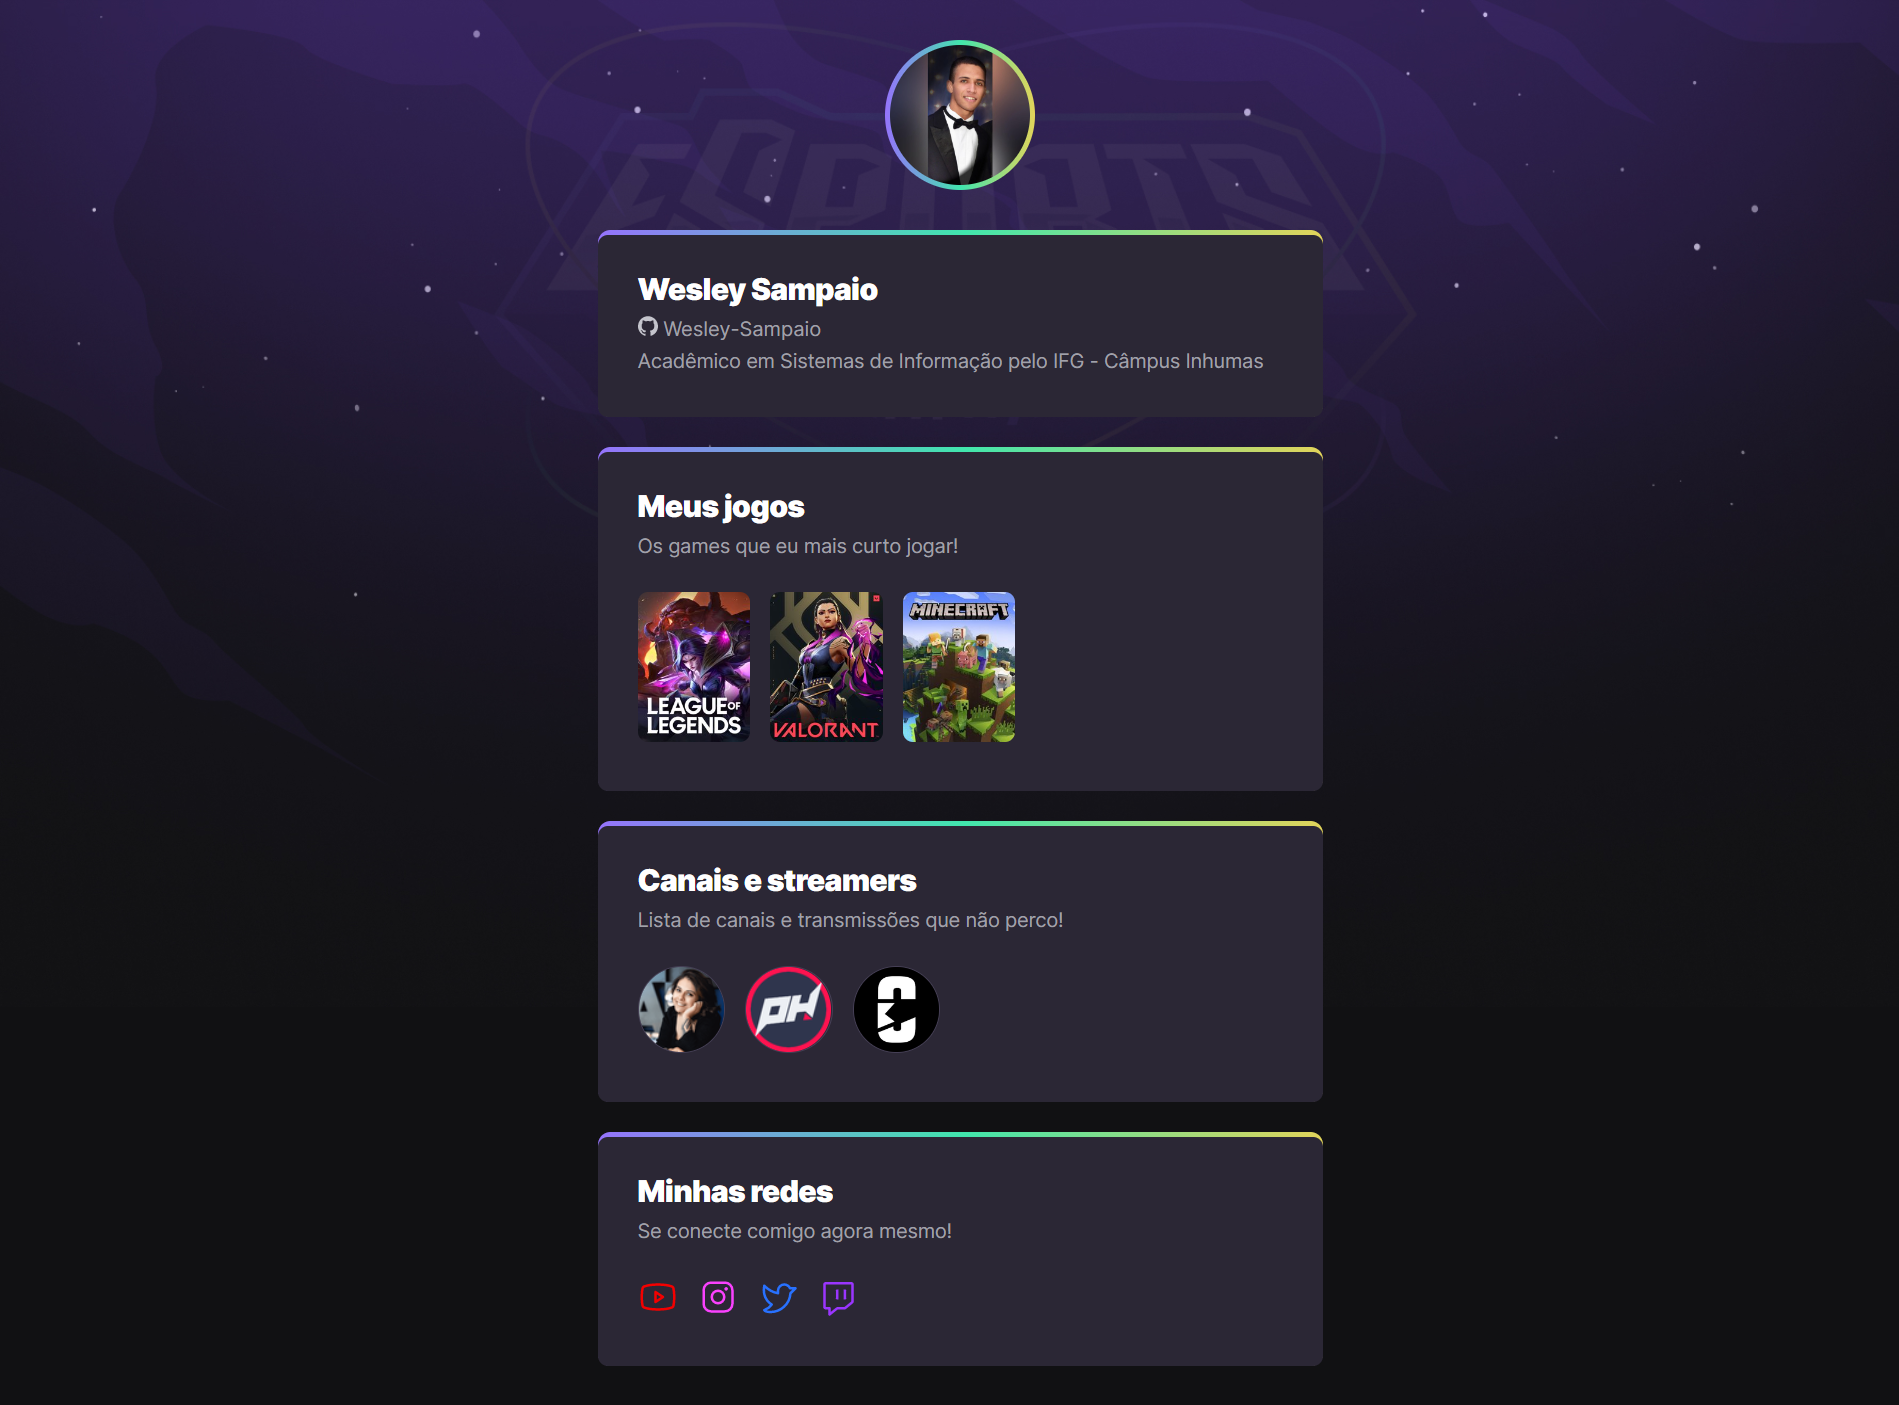 ESPORTS
Wesley Sampaio
Wesley-Sampaio
Acadêmico em Sistemas de Informação pelo IFG - Câmpus Inhumas
Meus jogos
Os games que eu mais curto jogar!
LEAGUE OF
LEGENDS
VALORANT
MINECRAFT
Canais e streamers
Lista de canais e transmissões que não perco!
PH
Minhas redes
Se conecte comigo agora mesmo!